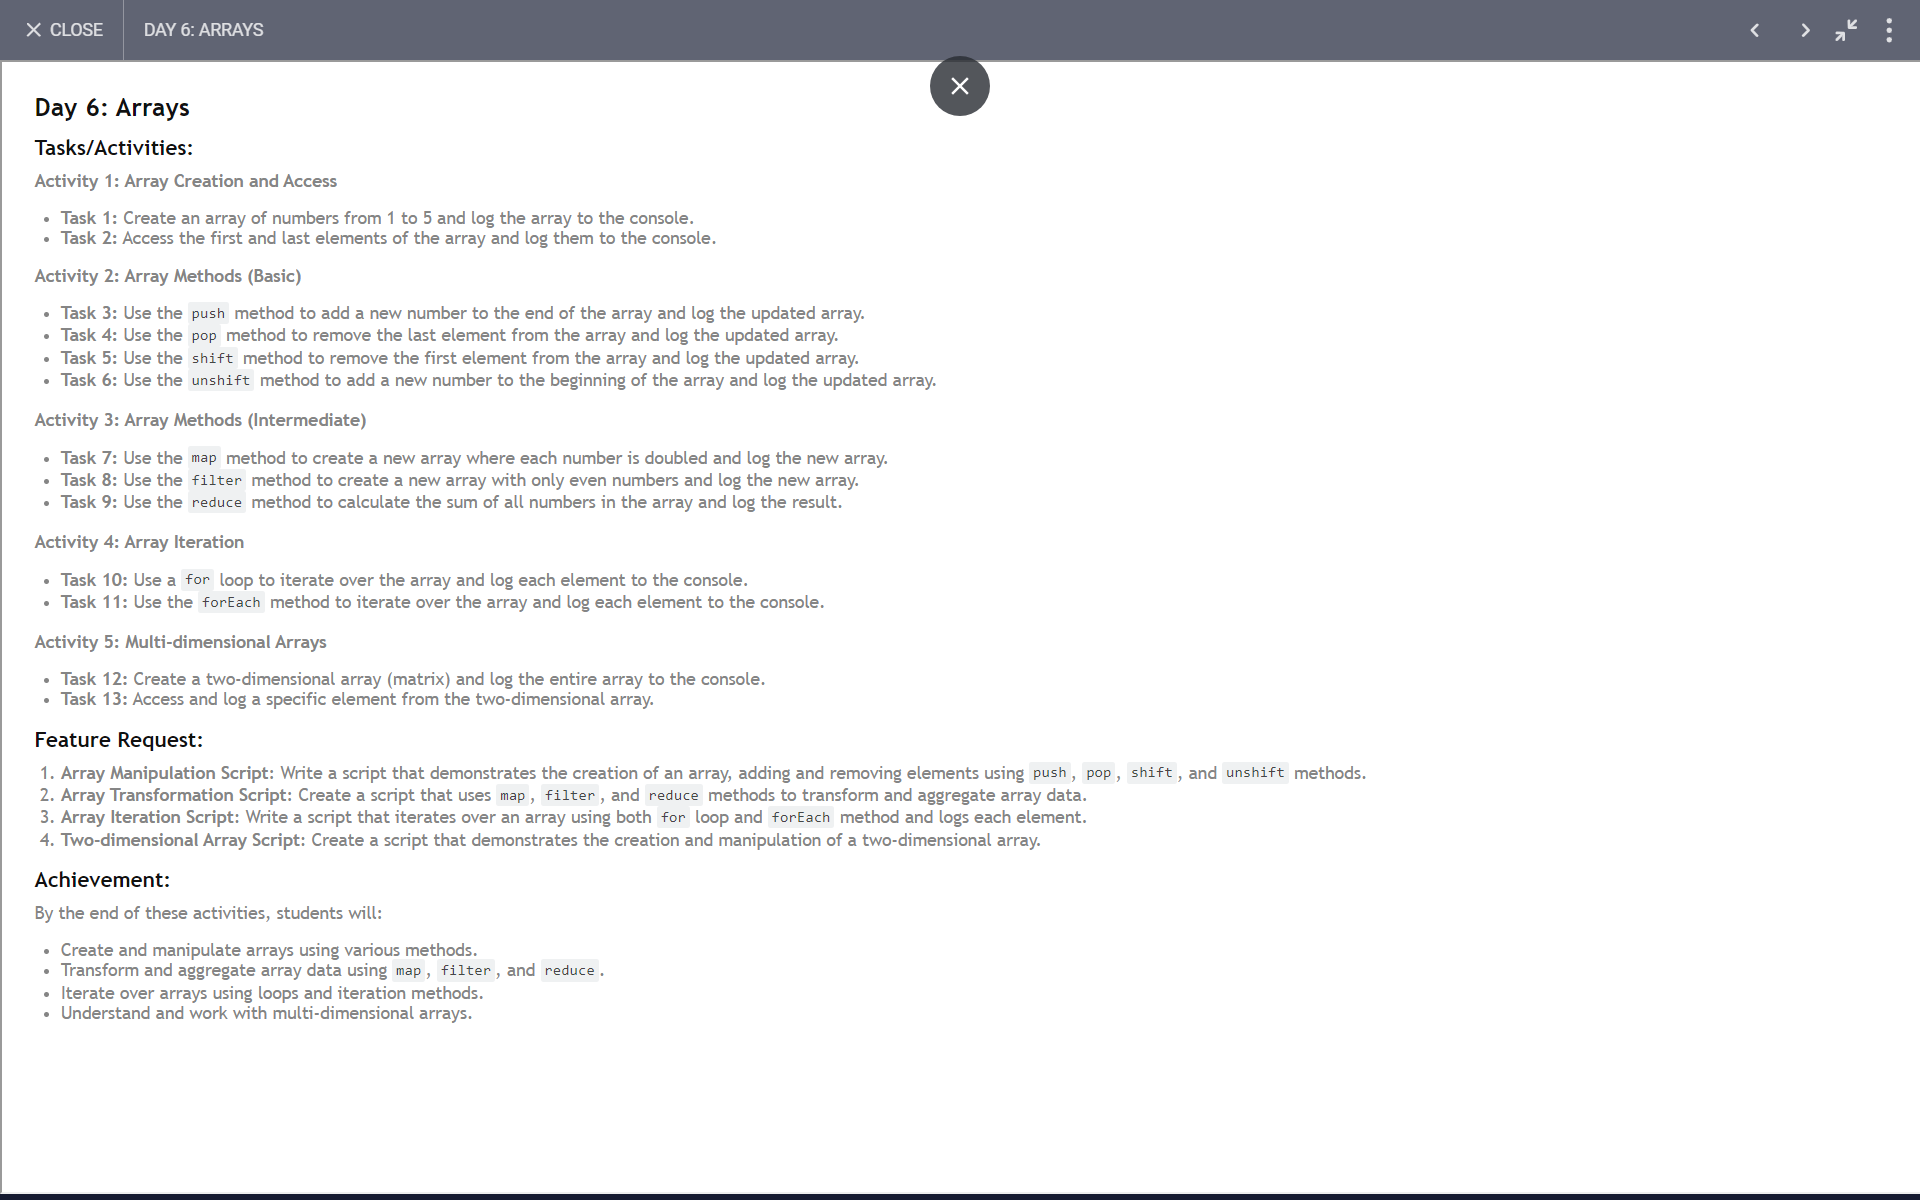 CLOSE
DAY 6: ARRAYS
Day 6: Arrays
Tasks/Activities:
Activity 1: Array Creation and Access
• Task 1: Create an array of numbers from 1 to 5 and log the array to the console.
• Task 2: Access the first and last elements of the array and log them to the console.
Activity 2: Array Methods (Basic)
• Task 3: Use the push method to add a new number to the end of the array and log the updated array.
• Task 4: Use the pop method to remove the last element from the array and log the updated array.
• Task 5: Use the shift method to remove the first element from the array and log the updated array.
• Task 6: Use the unshift method to add a new number to the beginning of the array and log the updated array.
Activity 3: Array Methods (Intermediate)
• Task 7: Use the map method to create a new array where each number is doubled and log the new array.
• Task 8: Use the filter method to create a new array with only even numbers and log the new array.
• Task 9: Use the reduce method to calculate the sum of all numbers in the array and log the result.
Activity 4: Array Iteration
• Task 10: Use a for loop to iterate over the array and log each element to the console.
• Task 11: Use the forEach method to iterate over the array and log each element to the console.
Activity 5: Multi-dimensional Arrays
• Task 12: Create a two-dimensional array (matrix) and log the entire array to the console.
• Task 13: Access and log a specific element from the two-dimensional array.
Feature Request:
1. Array Manipulation Script: Write a script that demonstrates the creation of an array, adding and removing elements using push, pop, shift, and unshift methods.
2. Array Transformation Script: Create a script that uses map, filter, and reduce methods to transform and aggregate array data.
3. Array Iteration Script: Write a script that iterates over an array using both for loop and forEach method and logs each element.
4. Two-dimensional Array Script: Create a script that demonstrates the creation and manipulation of a two-dimensional array.
Achievement:
By the end of these activities, students will:
• Create and manipulate arrays using various methods.
• Transform and aggregate array data using map, filter, and reduce.
• Iterate over arrays using loops and iteration methods.
• Understand and work with multi-dimensional arrays.